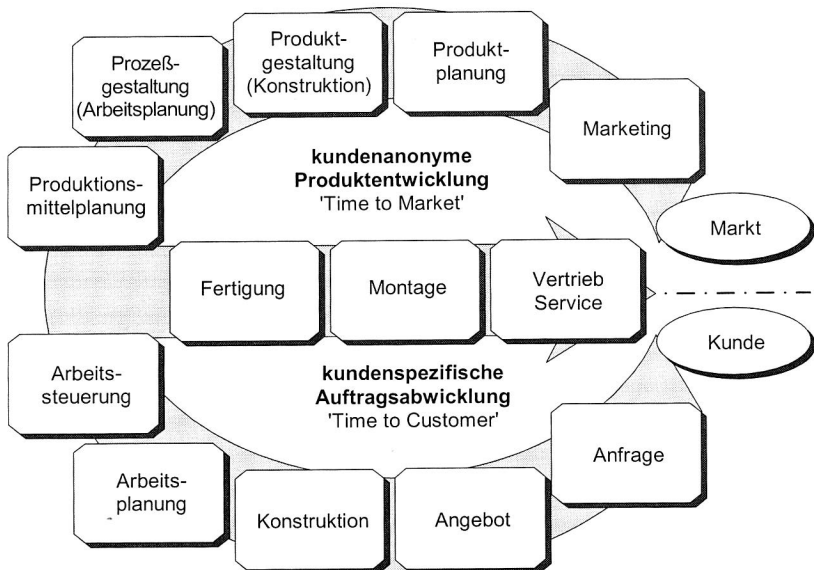 Prozeß-
gestaltung
(Arbeitsplanung)
Produkt-
gestaltung
(Konstruktion)
Produkt-
planung
Marketing
Produktions-
mittelplanung
kundenanonyme
Produktentwicklung
'Time to Market'
Markt
Fertigung
Montage
Vertrieb
Service
Kunde
Arbeits-
steuerung
kundenspezifische
Auftragsabwicklung
'Time to Customer'
Arbeits-
planung
Konstruktion
Angebot
Anfrage